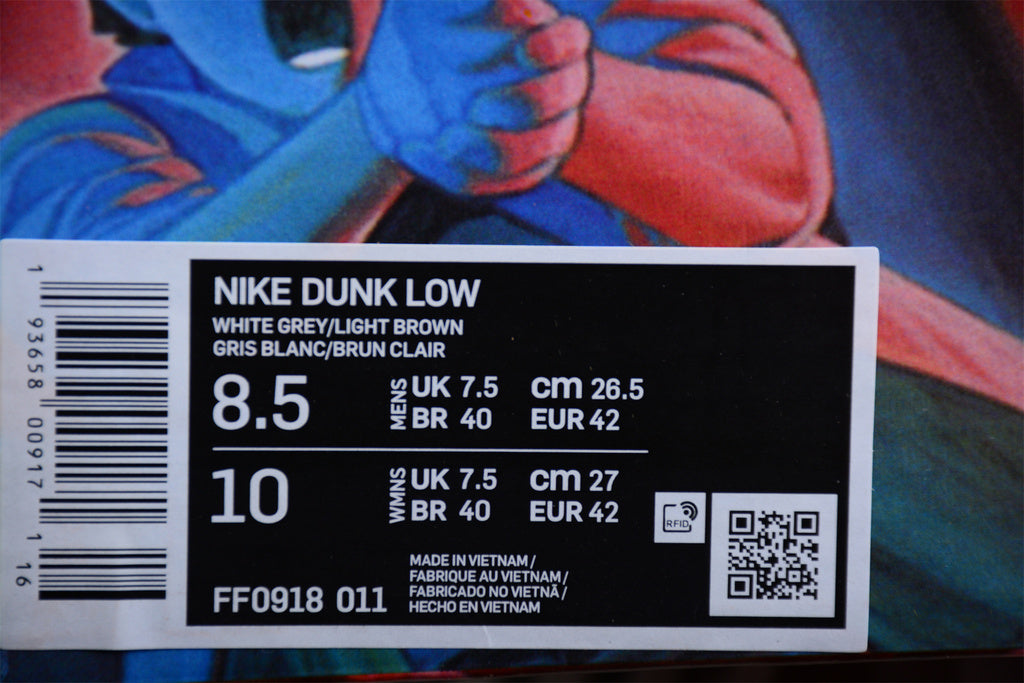 NIKE DUNK LOW
WHITE GREY/LIGHT BROWN
GRIS BLANC/BRUN CLAIR
8.5 MENS UK 7.5 cm 26.5
BR 40 EUR 42
10 WMNS UK 7.5 cm 27
BR 40 EUR 42
MADE IN VIETNAM /
FABRIQUE AU VIETNAM /
FABRICADO NO VIETNÃ /
HECHO EN VIETNAM
FF0918 011
RFID
1 93658 00917 1 16